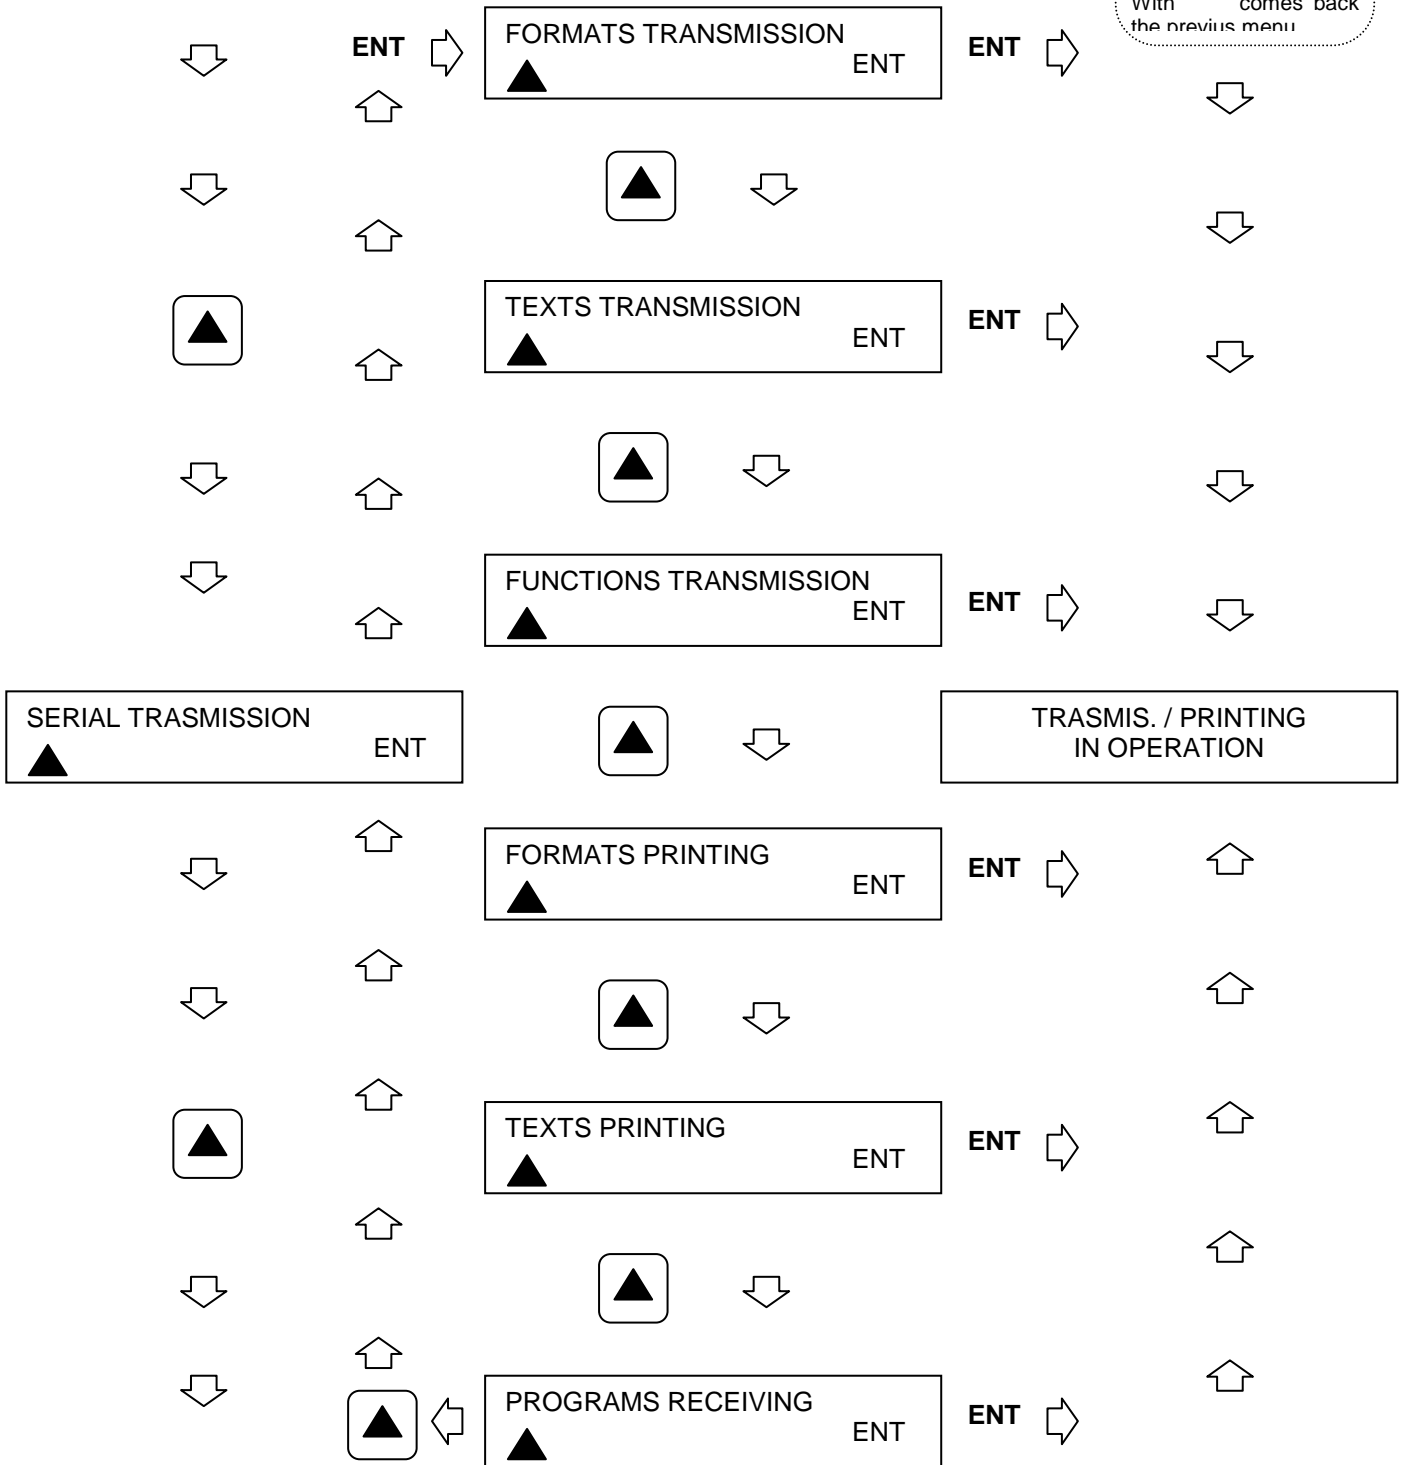 With comes back
the previus menu
ENT
FORMATS TRANSMISSION
ENT
ENT
TEXTS TRANSMISSION
ENT
ENT
FUNCTIONS TRANSMISSION
ENT
ENT
SERIAL TRASMISSION
ENT
TRASMIS. / PRINTING
IN OPERATION
FORMATS PRINTING
ENT
ENT
TEXTS PRINTING
ENT
ENT
PROGRAMS RECEIVING
ENT
ENT